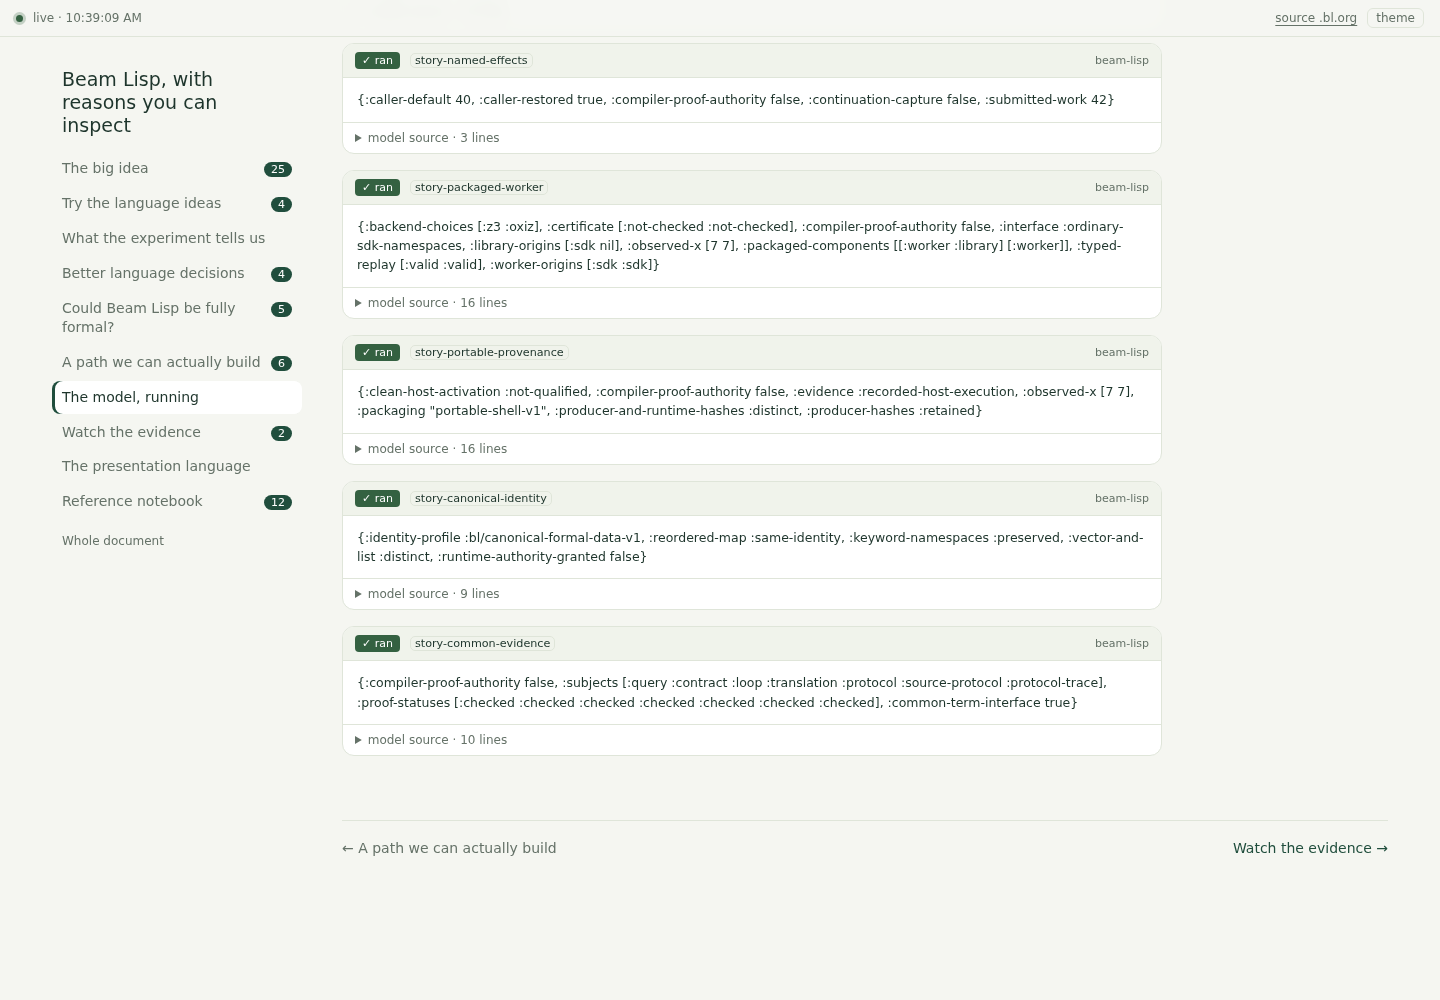 live · 10:39:09 AM
source .bl.org
theme
Beam Lisp, with
reasons you can
inspect
The big idea 25
Try the language ideas 4
What the experiment tells us
Better language decisions 4
Could Beam Lisp be fully
formal? 5
A path we can actually build 6
The model, running
Watch the evidence 2
The presentation language
Reference notebook 12
Whole document
✓ ran story-named-effects beam-lisp
{:caller-default 40, :caller-restored true, :compiler-proof-authority false, :continuation-capture false, :submitted-work 42}
▶ model source · 3 lines
✓ ran story-packaged-worker beam-lisp
{:backend-choices [:z3 :oxiz], :certificate [:not-checked :not-checked], :compiler-proof-authority false, :interface :ordinary-
sdk-namespaces, :library-origins [:sdk nil], :observed-x [7 7], :packaged-components [[:worker :library] [:worker]], :typed-
replay [:valid :valid], :worker-origins [:sdk :sdk]}
▶ model source · 16 lines
✓ ran story-portable-provenance beam-lisp
{:clean-host-activation :not-qualified, :compiler-proof-authority false, :evidence :recorded-host-execution, :observed-x [7 7],
:packaging "portable-shell-v1", :producer-and-runtime-hashes :distinct, :producer-hashes :retained}
▶ model source · 16 lines
✓ ran story-canonical-identity beam-lisp
{:identity-profile :bl/canonical-formal-data-v1, :reordered-map :same-identity, :keyword-namespaces :preserved, :vector-and-
list :distinct, :runtime-authority-granted false}
▶ model source · 9 lines
✓ ran story-common-evidence beam-lisp
{:compiler-proof-authority false, :subjects [:query :contract :loop :translation :protocol :source-protocol :protocol-trace],
:proof-statuses [:checked :checked :checked :checked :checked :checked :checked], :common-term-interface true}
▶ model source · 10 lines
← A path we can actually build
Watch the evidence →